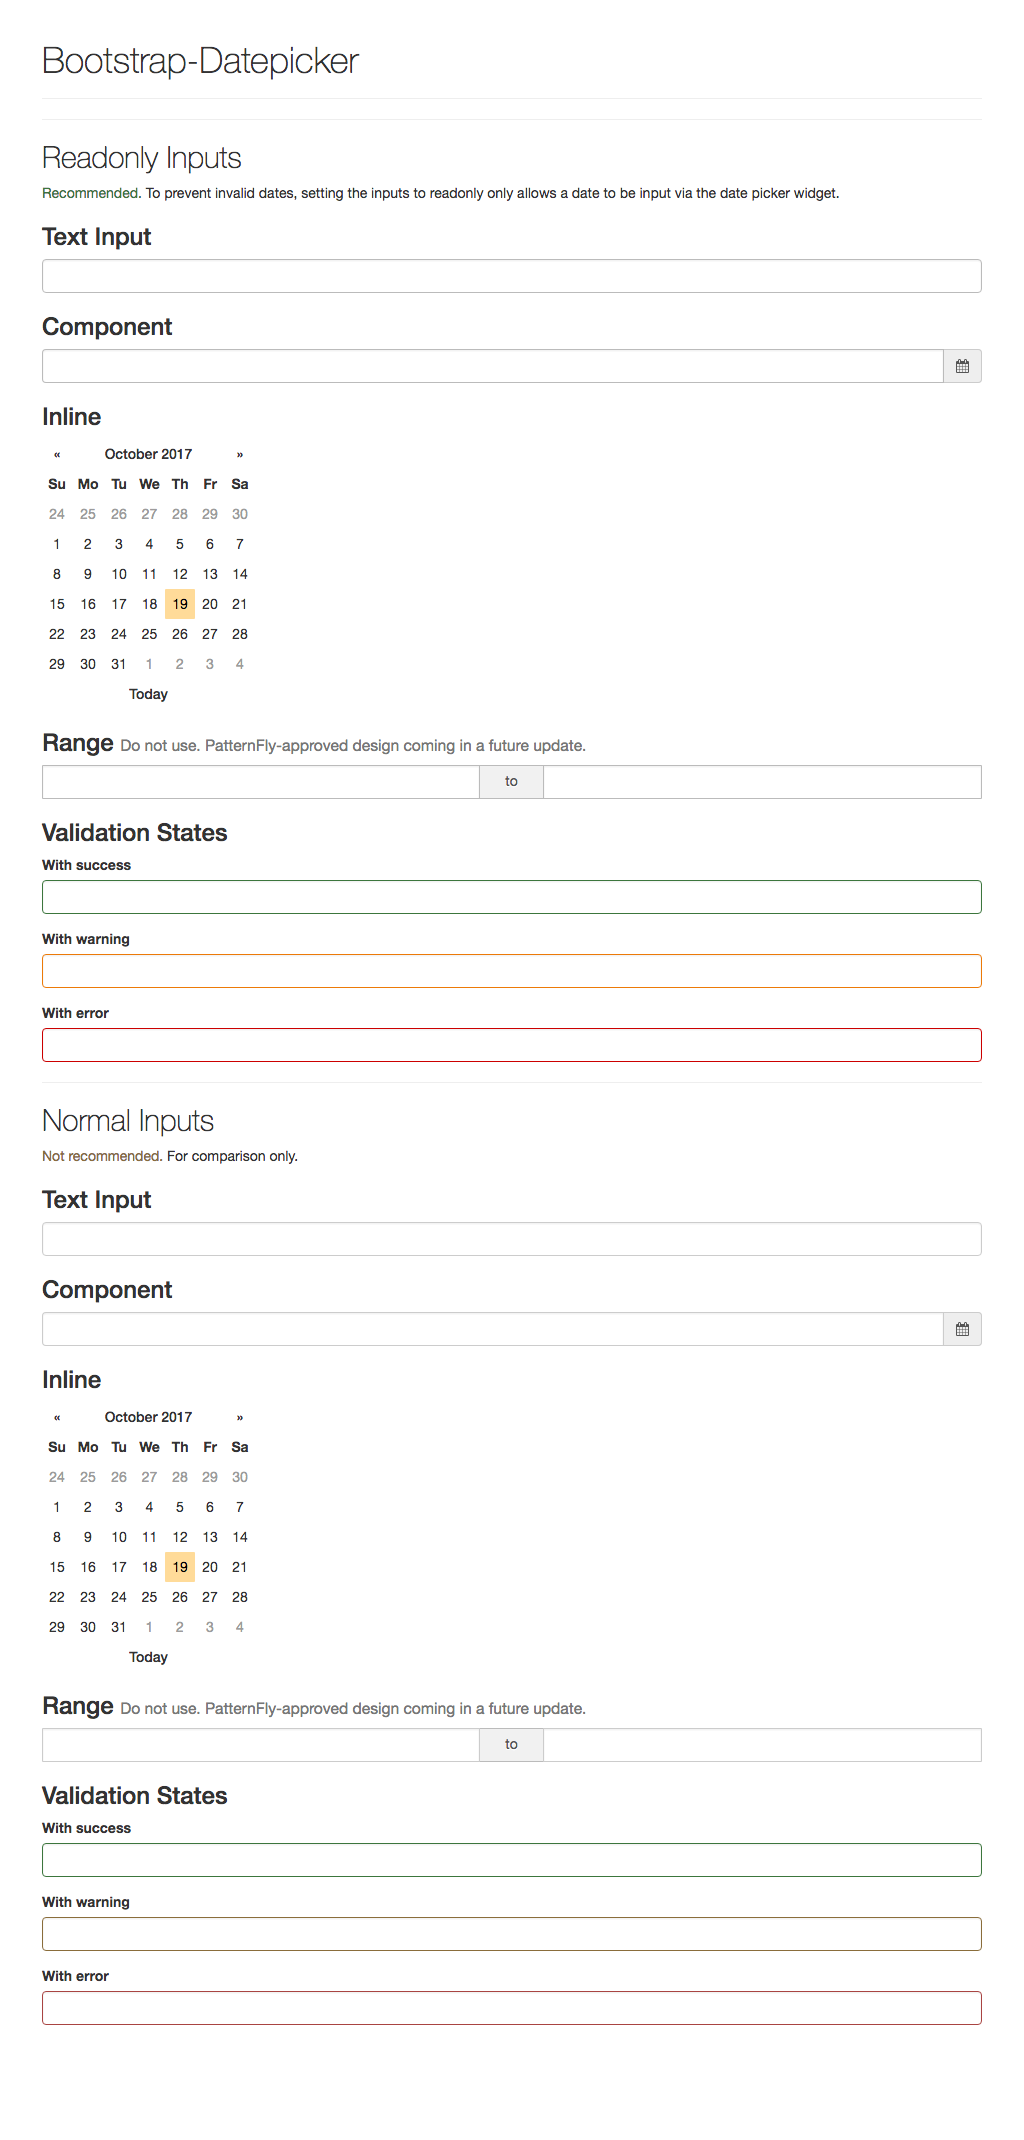 Bootstrap-Datepicker
Readonly Inputs
Recommended. To prevent invalid dates, setting the inputs to readonly only allows a date to be input via the date picker widget.
Text Input
Component
Inline
« October 2017 »
Su Mo Tu We Th Fr Sa
24 25 26 27 28 29 30
1 2 3 4 5 6 7
8 9 10 11 12 13 14
15 16 17 18 19 20 21
22 23 24 25 26 27 28
29 30 31 1 2 3 4
Today
Range Do not use. PatternFly-approved design coming in a future update.
to
Validation States
With success
With warning
With error
Normal Inputs
Not recommended. For comparison only.
Text Input
Component
Inline
« October 2017 »
Su Mo Tu We Th Fr Sa
24 25 26 27 28 29 30
1 2 3 4 5 6 7
8 9 10 11 12 13 14
15 16 17 18 19 20 21
22 23 24 25 26 27 28
29 30 31 1 2 3 4
Today
Range Do not use. PatternFly-approved design coming in a future update.
to
Validation States
With success
With warning
With error